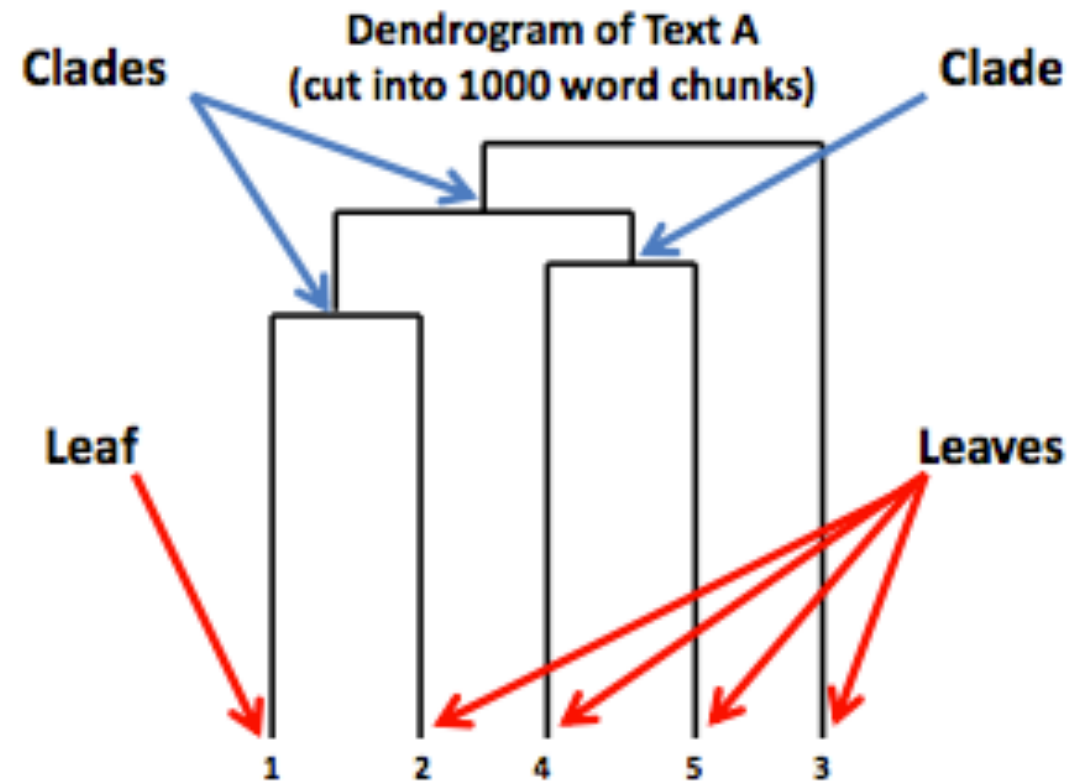 Dendrogram of Text A
(cut into 1000 word chunks)
Clades
Clade
Leaf
Leaves
1 2 4 5 3